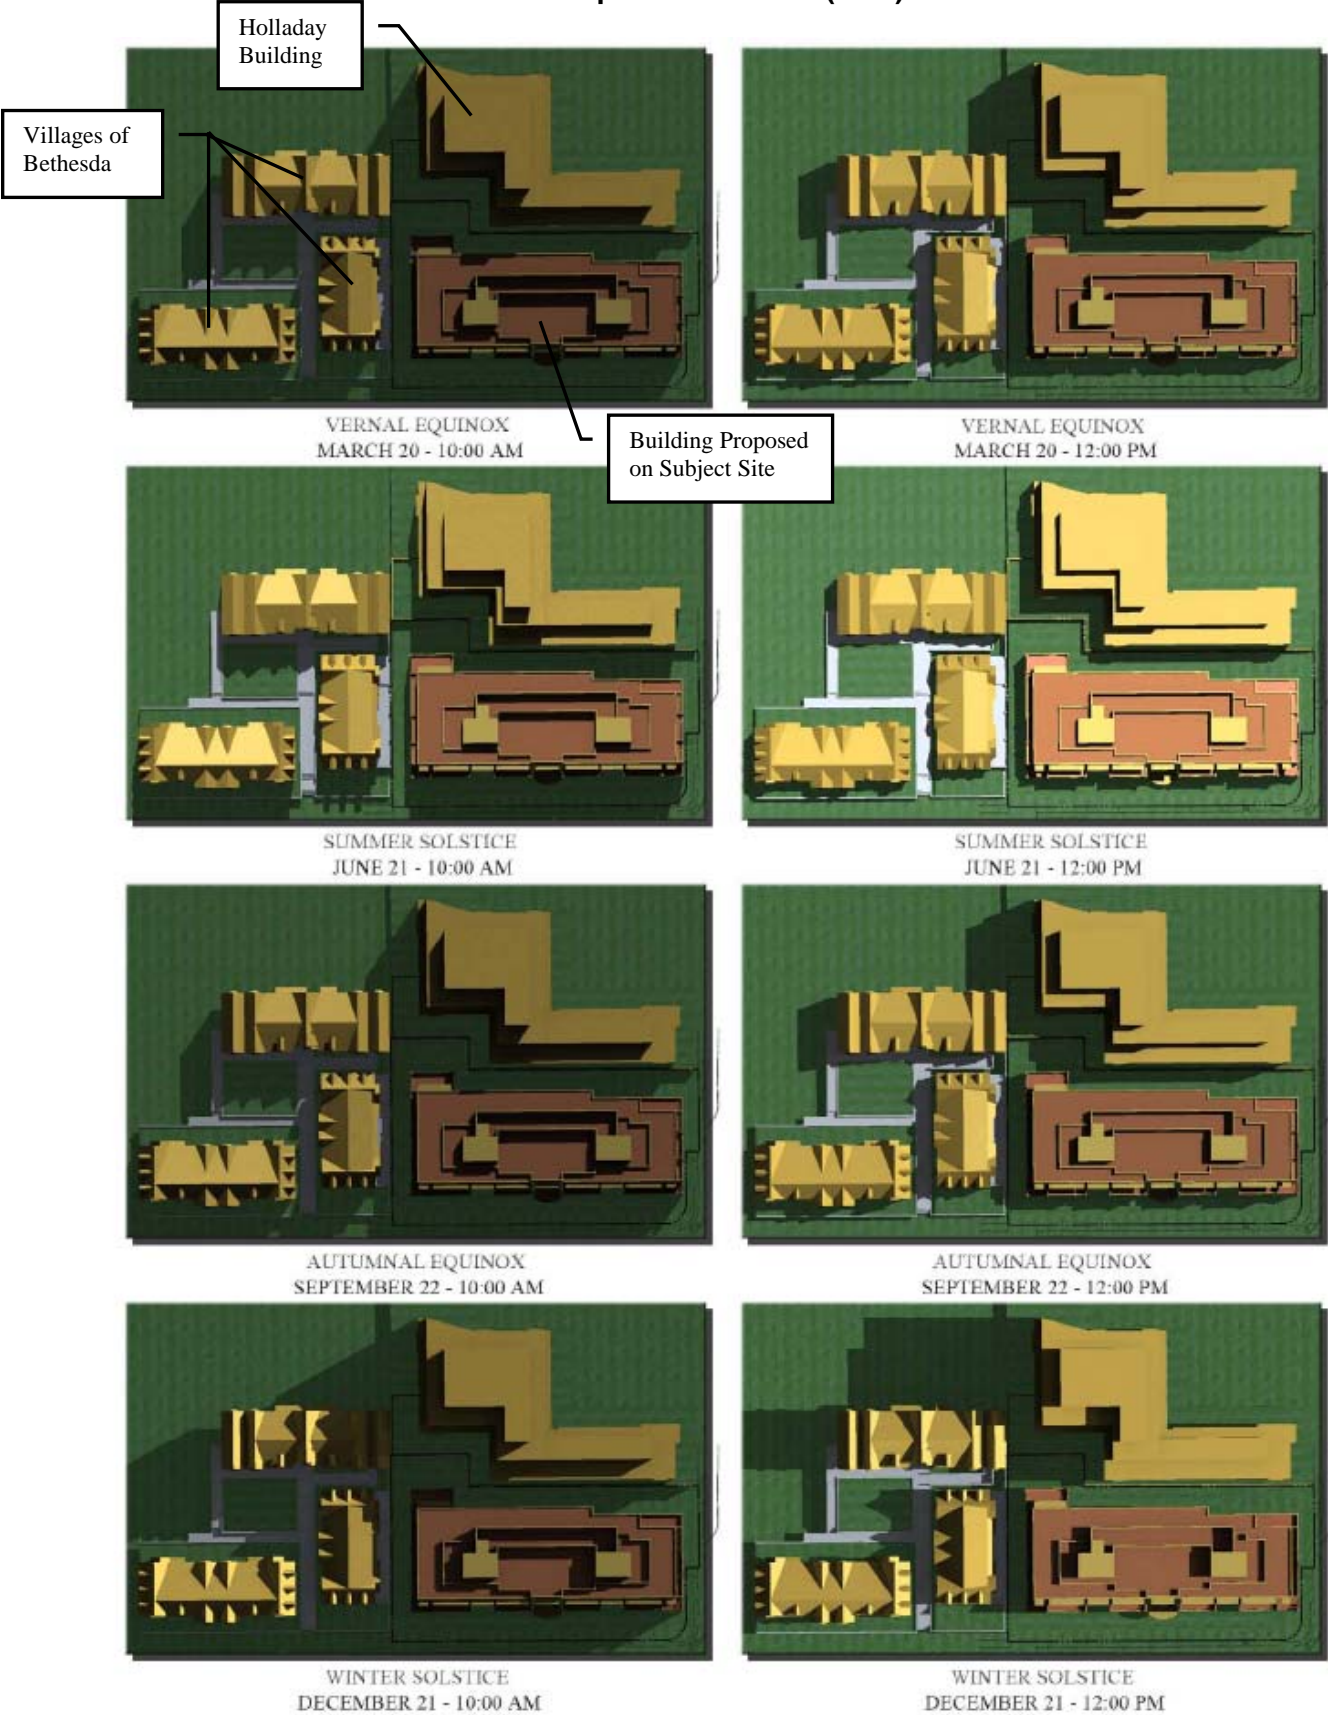 Holladay
Building
Villages of
Bethesda
VERNAL EQUINOX
MARCH 20 - 10:00 AM
VERNAL EQUINOX
MARCH 20 - 12:00 PM
Building Proposed
on Subject Site
SUMMER SOLSTICE
JUNE 21 - 10:00 AM
SUMMER SOLSTICE
JUNE 21 - 12:00 PM
AUTUMNAL EQUINOX
SEPTEMBER 22 - 10:00 AM
AUTUMNAL EQUINOX
SEPTEMBER 22 - 12:00 PM
WINTER SOLSTICE
DECEMBER 21 - 10:00 AM
WINTER SOLSTICE
DECEMBER 21 - 12:00 PM